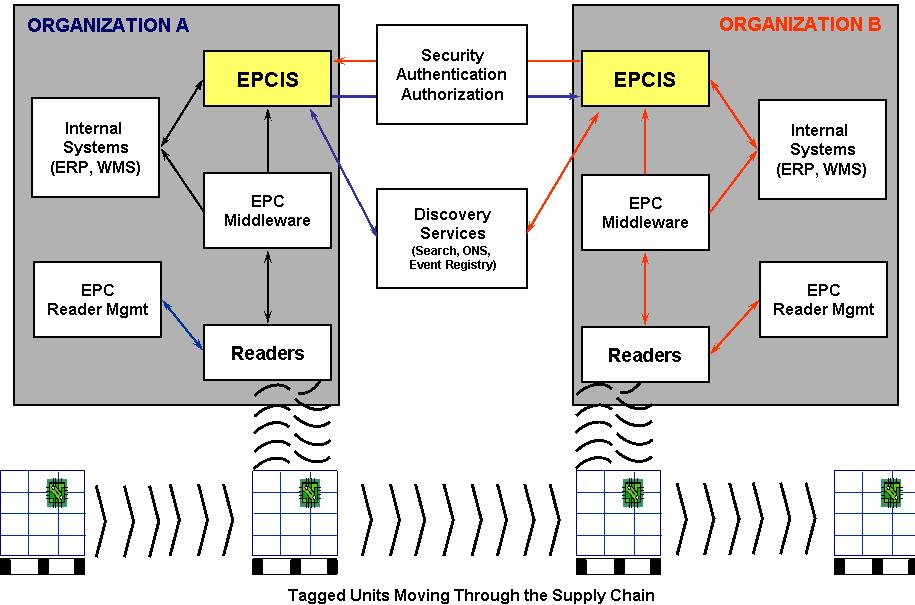 ORGANIZATION A
EPCIS
Internal
Systems
(ERP, WMS)
EPC
Middleware
EPC
Reader Mgmt
Readers
Security
Authentication
Authorization
Discovery
Services
(Search, ONS,
Event Registry)
ORGANIZATION B
EPCIS
Internal
Systems
(ERP, WMS)
EPC
Middleware
EPC
Reader Mgmt
Readers
Tagged Units Moving Through the Supply Chain